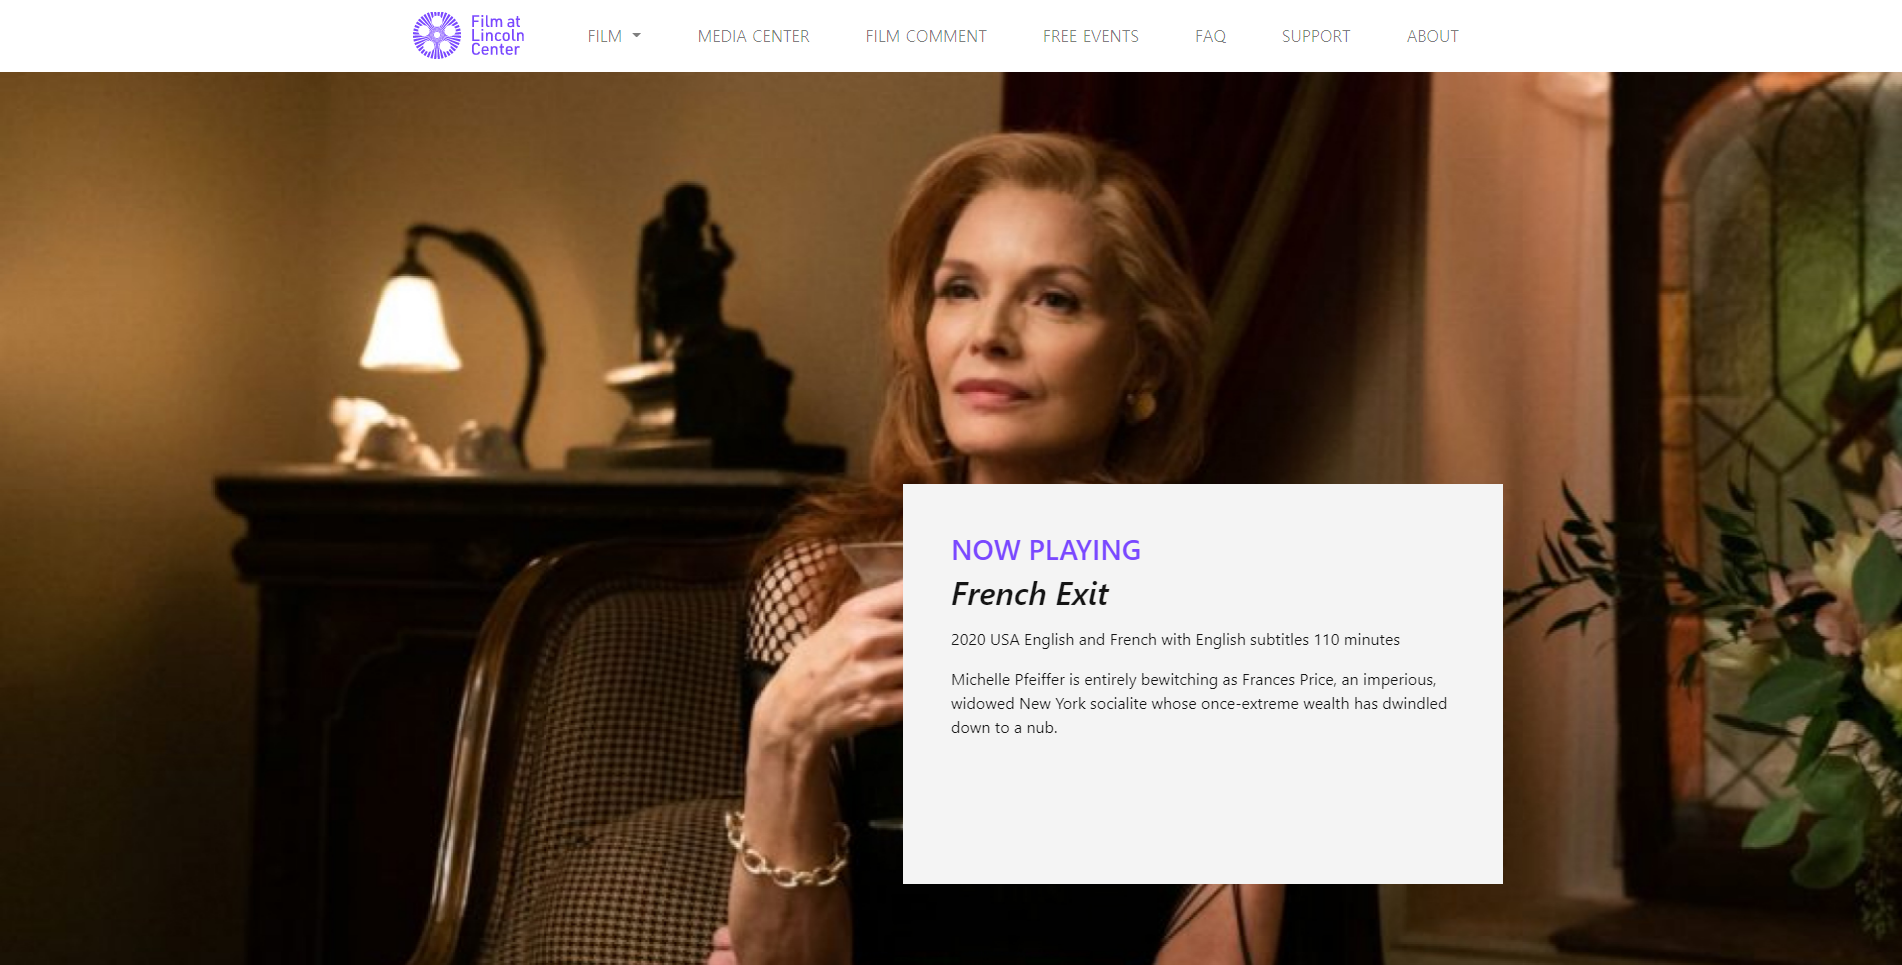 Film at
Lincoln
Center
FILM
MEDIA CENTER
FILM COMMENT
FREE EVENTS
FAQ
SUPPORT
ABOUT
NOW PLAYING
French Exit
2020 USA English and French with English subtitles 110 minutes
Michelle Pfeiffer is entirely bewitching as Frances Price, an imperious,
widowed New York socialite whose once-extreme wealth has dwindled
down to a nub.